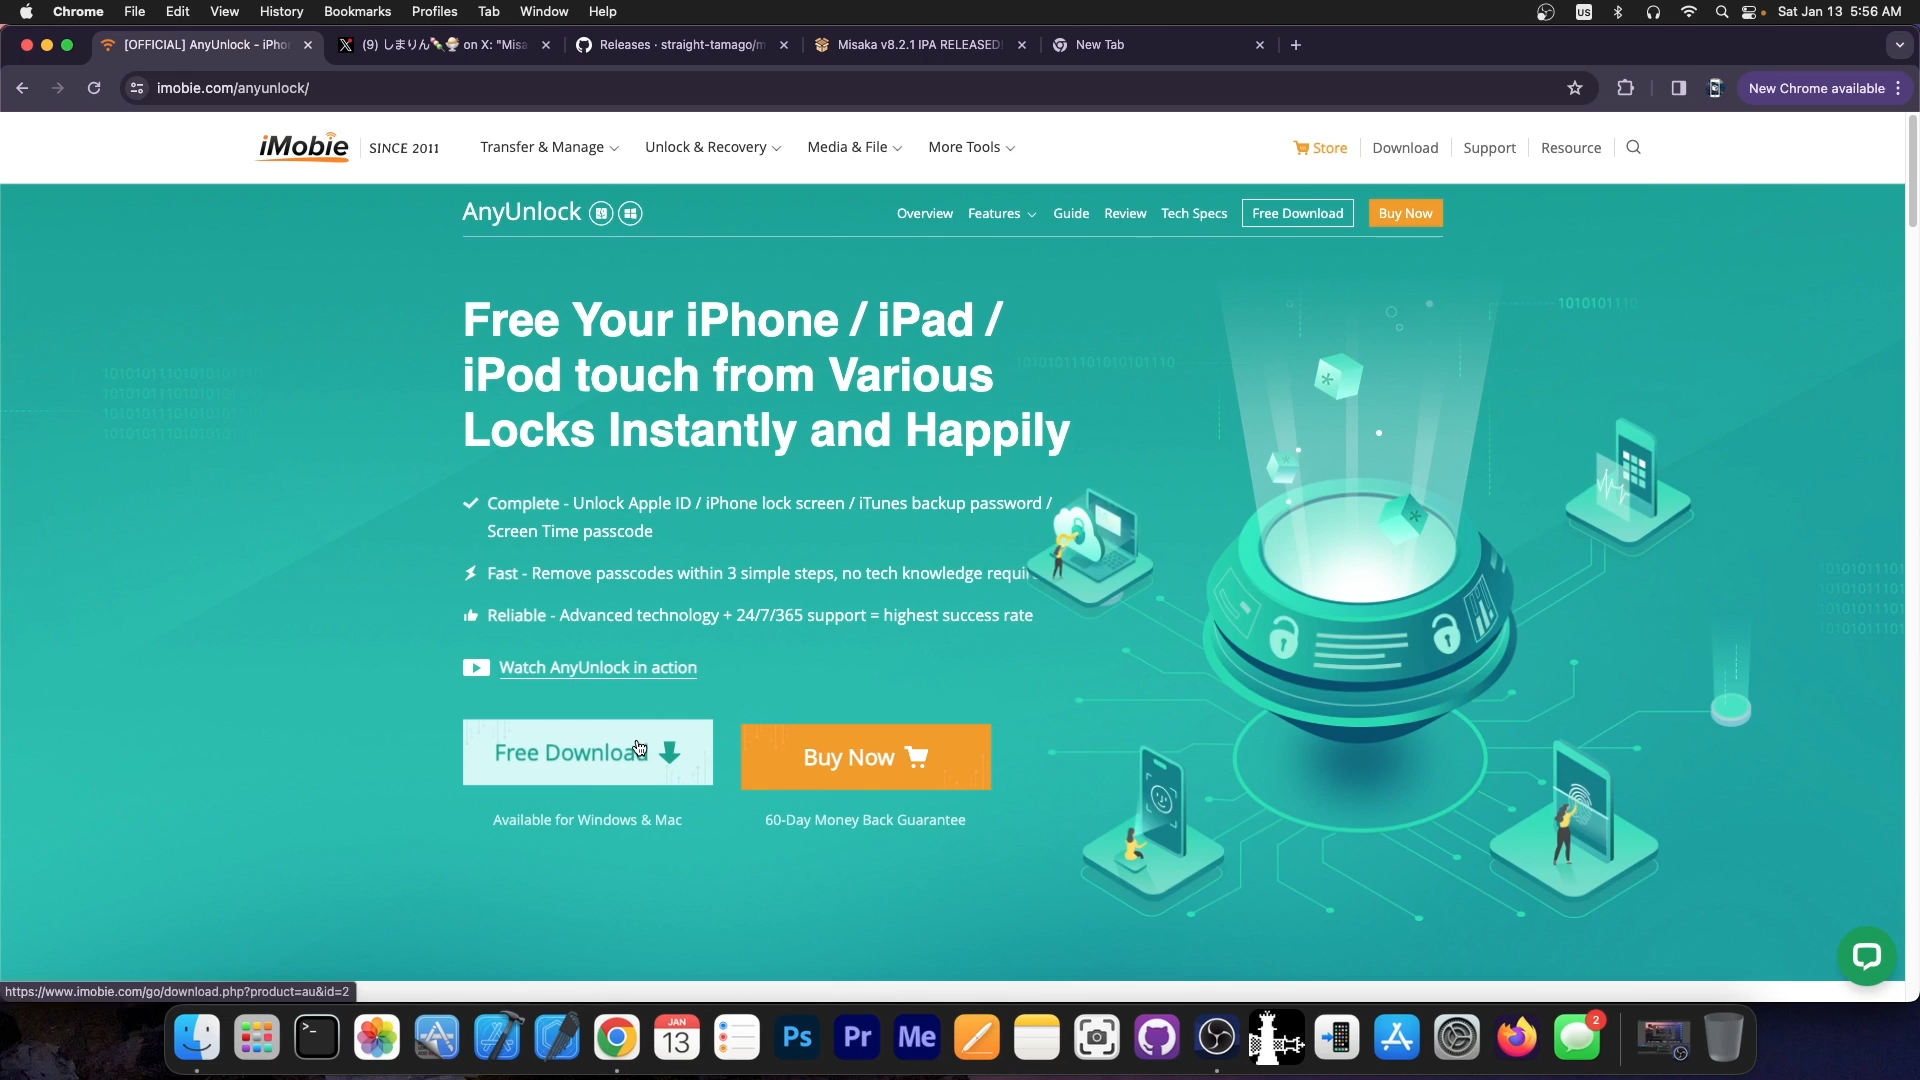 Chrome File Edit View History Bookmarks Profiles Tab Window Help US Sat Jan 13 5:56 AM
[OFFICIAL] AnyUnlock - iPho (9) しまりん🍡🍨 on X: "Misa Releases · straight-tamago/m Misaka v8.2.1 IPA RELEASED! New Tab
imobie.com/anyunlock/ New Chrome available
iMobie SINCE 2011 Transfer & Manage Unlock & Recovery Media & File More Tools Store Download Support Resource
AnyUnlock Overview Features Guide Review Tech Specs Free Download Buy Now
Free Your iPhone / iPad /
iPod touch from Various
Locks Instantly and Happily
Complete - Unlock Apple ID / iPhone lock screen / iTunes backup password /
Screen Time passcode
Fast - Remove passcodes within 3 simple steps, no tech knowledge requi
Reliable - Advanced technology + 24/7/365 support = highest success rate
Watch AnyUnlock in action
Free Download Buy Now
Available for Windows & Mac 60-Day Money Back Guarantee
https://www.imobie.com/go/download.php?product=au&id=2
JAN
13 Ps Pr Me 2